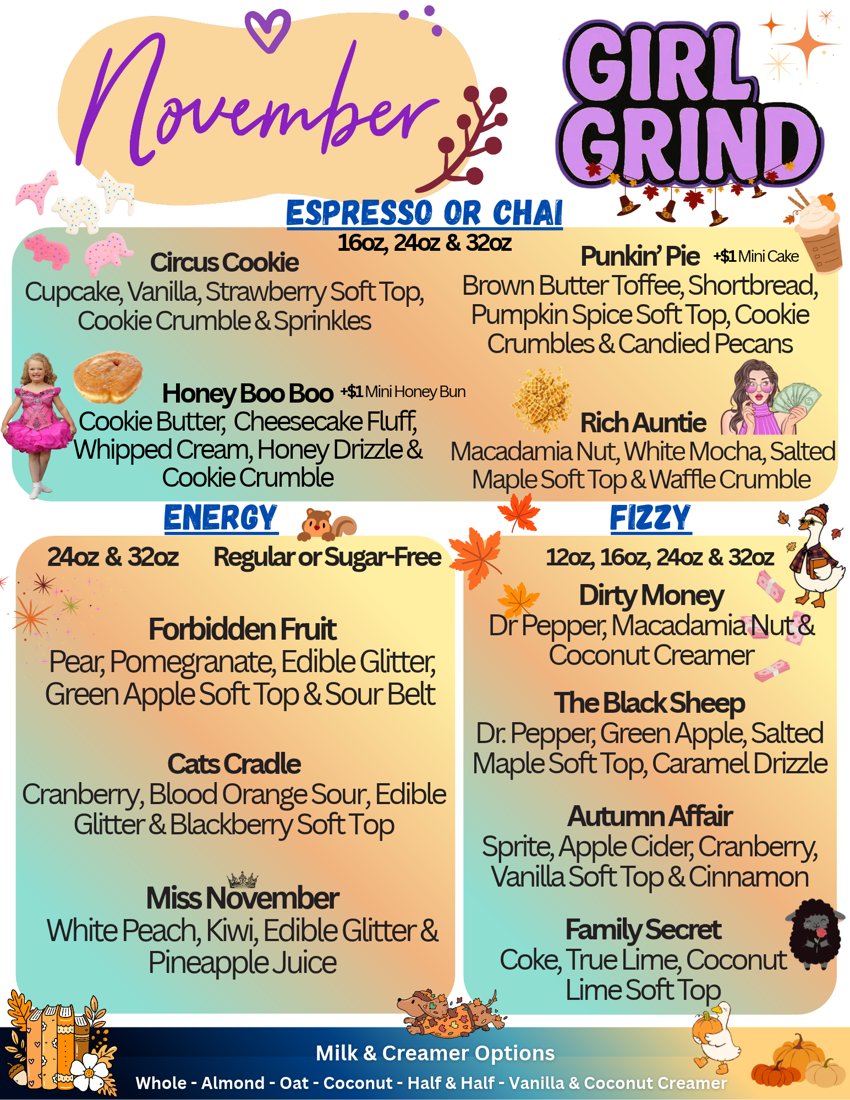 November
GIRL
GRIND
ESPRESSO OR CHAI
16oz, 24oz & 32oz
Circus Cookie
Cupcake, Vanilla, Strawberry Soft Top,
Cookie Crumble & Sprinkles
Punkin' Pie +$1 Mini Cake
Brown Butter Toffee, Shortbread,
Pumpkin Spice Soft Top, Cookie
Crumbles & Candied Pecans
Honey Boo Boo +$1 Mini Honey Bun
Cookie Butter, Cheesecake Fluff,
Whipped Cream, Honey Drizzle &
Cookie Crumble
Rich Auntie
Macadamia Nut, White Mocha, Salted
Maple Soft Top & Waffle Crumble
ENERGY
24oz & 32oz Regular or Sugar-Free
Forbidden Fruit
Pear, Pomegranate, Edible Glitter,
Green Apple Soft Top & Sour Belt
Cats Cradle
Cranberry, Blood Orange Sour, Edible
Glitter & Blackberry Soft Top
Miss November
White Peach, Kiwi, Edible Glitter &
Pineapple Juice
FIZZY
12oz, 16oz, 24oz & 32oz
Dirty Money
Dr Pepper, Macadamia Nut &
Coconut Creamer
The Black Sheep
Dr. Pepper, Green Apple, Salted
Maple Soft Top, Caramel Drizzle
Autumn Affair
Sprite, Apple Cider, Cranberry,
Vanilla Soft Top & Cinnamon
Family Secret
Coke, True Lime, Coconut
Lime Soft Top
Milk & Creamer Options
Whole - Almond - Oat - Coconut - Half & Half - Vanilla & Coconut Creamer